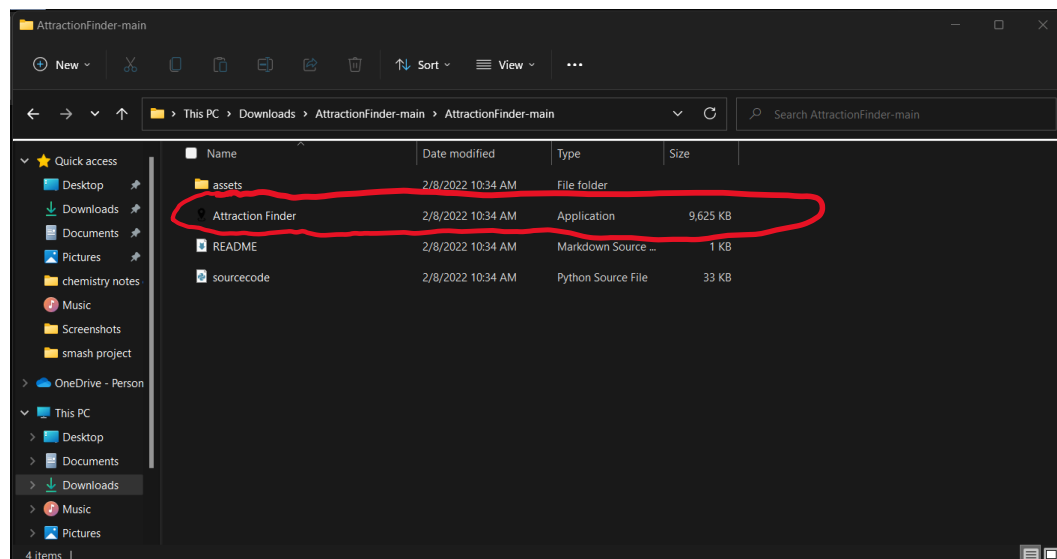 AttractionFinder-main
New Sort View
This PC > Downloads > AttractionFinder-main > AttractionFinder-main
Search AttractionFinder-main
Name Date modified Type Size
assets 2/8/2022 10:34 AM File folder
Attraction Finder 2/8/2022 10:34 AM Application 9,625 KB
README 2/8/2022 10:34 AM Markdown Source ... 1 KB
sourcecode 2/8/2022 10:34 AM Python Source File 33 KB
Quick access
Desktop
Downloads
Documents
Pictures
chemistry notes
Music
Screenshots
smash project
OneDrive - Person
This PC
Desktop
Documents
Downloads
Music
Pictures
4 items